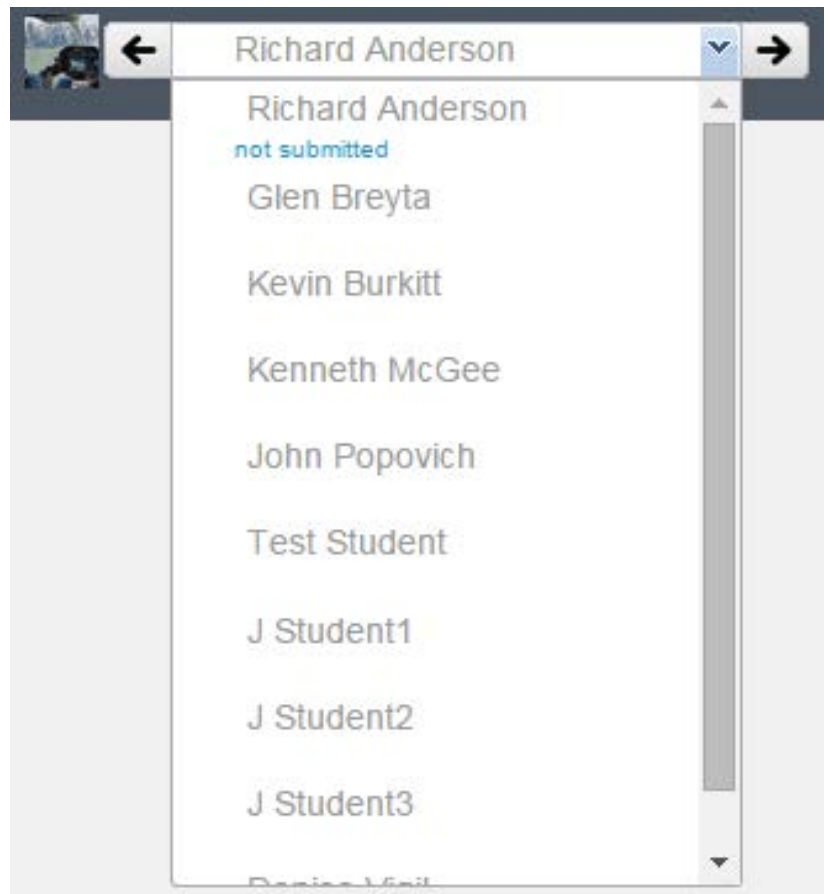 Richard Anderson
Richard Anderson
not submitted
Glen Breyta
Kevin Burkitt
Kenneth McGee
John Popovich
Test Student
J Student1
J Student2
J Student3